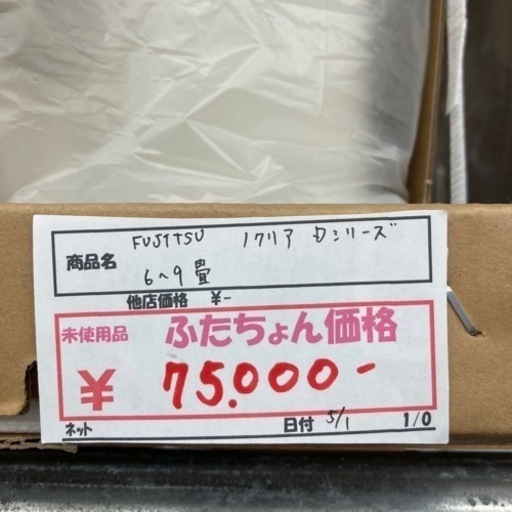 商品名 FUJITSU ノクリア Dシリーズ
6〜9畳
他店価格 ¥-
未使用品 ふたちょん価格
¥75.000-
ネット 日付 5/1 1/0